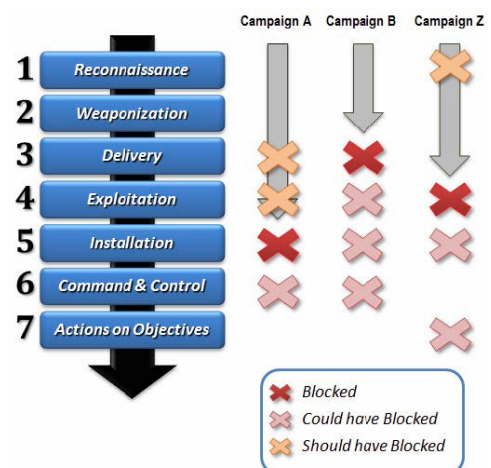 Campaign A Campaign B Campaign Z
1 Reconnaissance
2 Weaponization
3 Delivery
4 Exploitation
5 Installation
6 Command & Control
7 Actions on Objectives
Blocked
Could have Blocked
Should have Blocked